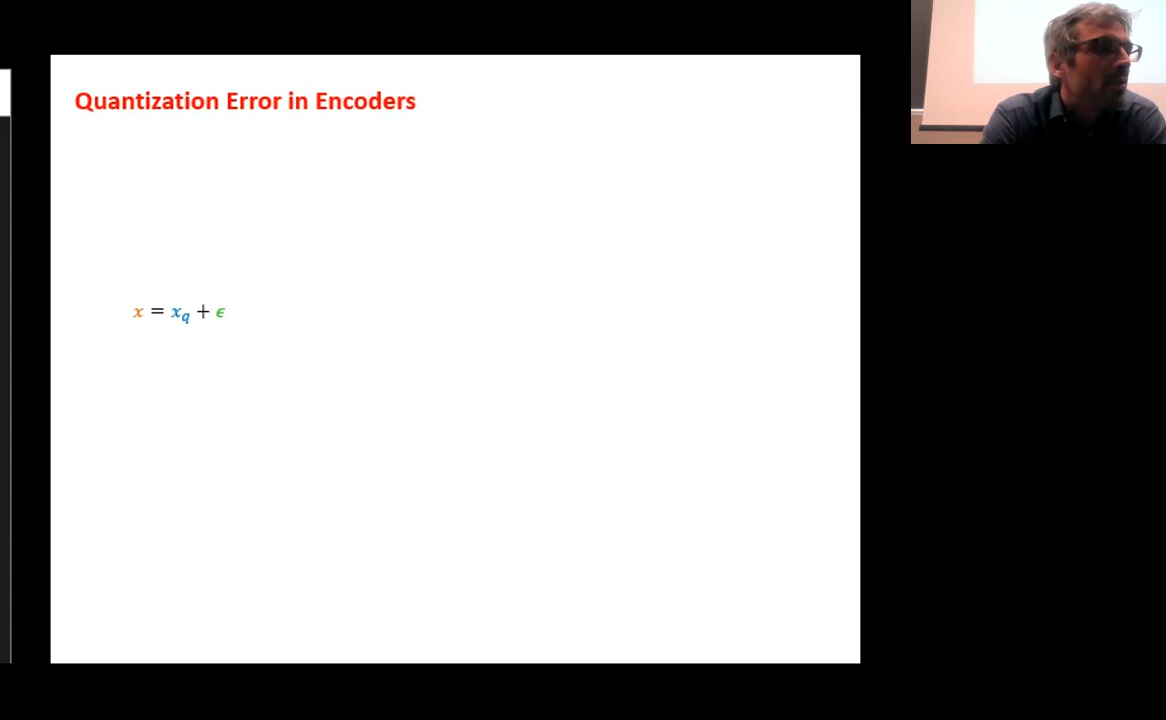 Quantization Error in Encoders
x = x_q + ϵ